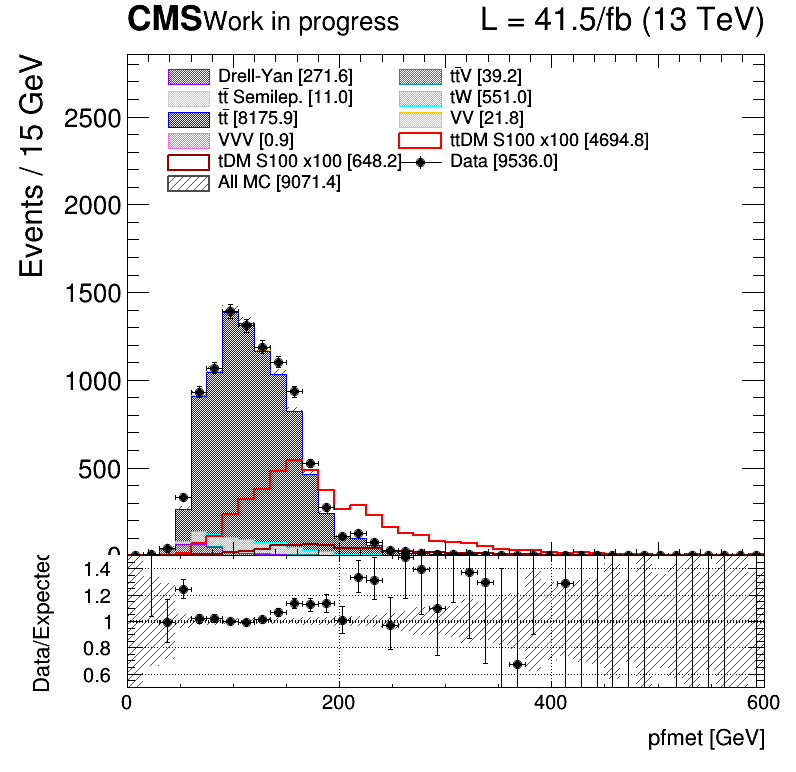 CMS Work in progress L = 41.5/fb (13 TeV)
Events / 15 GeV
2500
2000
1500
1000
500
0
Drell-Yan [271.6]
tt̄ Semilep. [11.0]
tt̄ [8175.9]
VVV [0.9]
tDM S100 x100 [648.2]
All MC [9071.4]
tt̄V [39.2]
tW [551.0]
VV [21.8]
ttDM S100 x100 [4694.8]
Data [9536.0]
Data/Expected
1.4
1.2
1
0.8
0.6
0 200 400 600
pfmet [GeV]